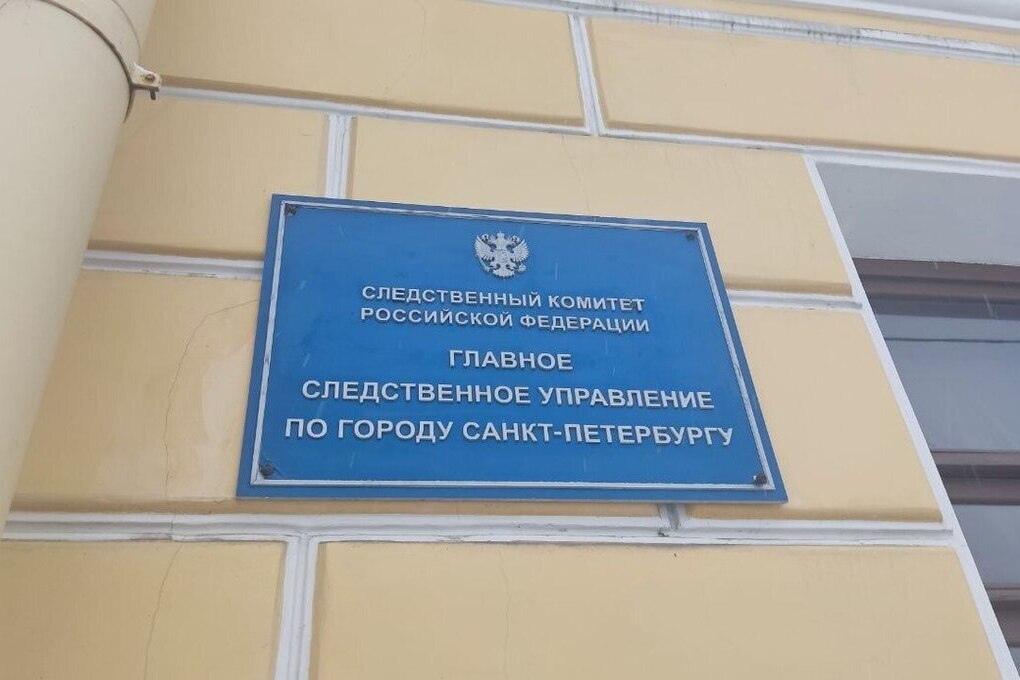 СЛЕДСТВЕННЫЙ КОМИТЕТ
РОССИЙСКОЙ ФЕДЕРАЦИИ
ГЛАВНОЕ
СЛЕДСТВЕННОЕ УПРАВЛЕНИЕ
ПО ГОРОДУ САНКТ-ПЕТЕРБУРГУ